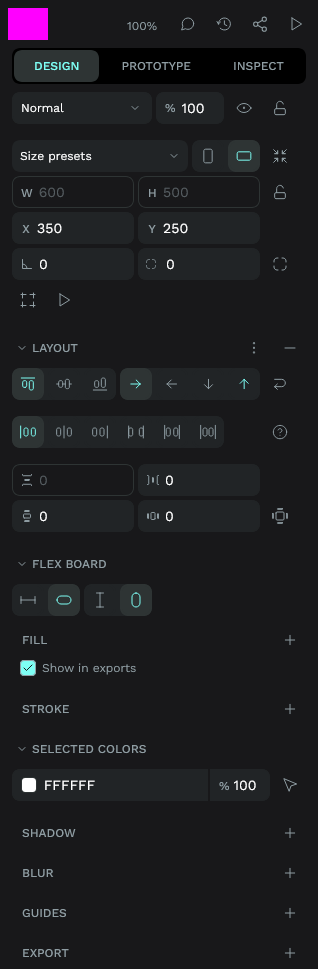 100%
DESIGN PROTOTYPE INSPECT
Normal % 100
Size presets
W 600 H 500
X 350 Y 250
0 0
LAYOUT
0 0
0 0
FLEX BOARD
FILL
Show in exports
STROKE
SELECTED COLORS
FFFFFF % 100
SHADOW
BLUR
GUIDES
EXPORT